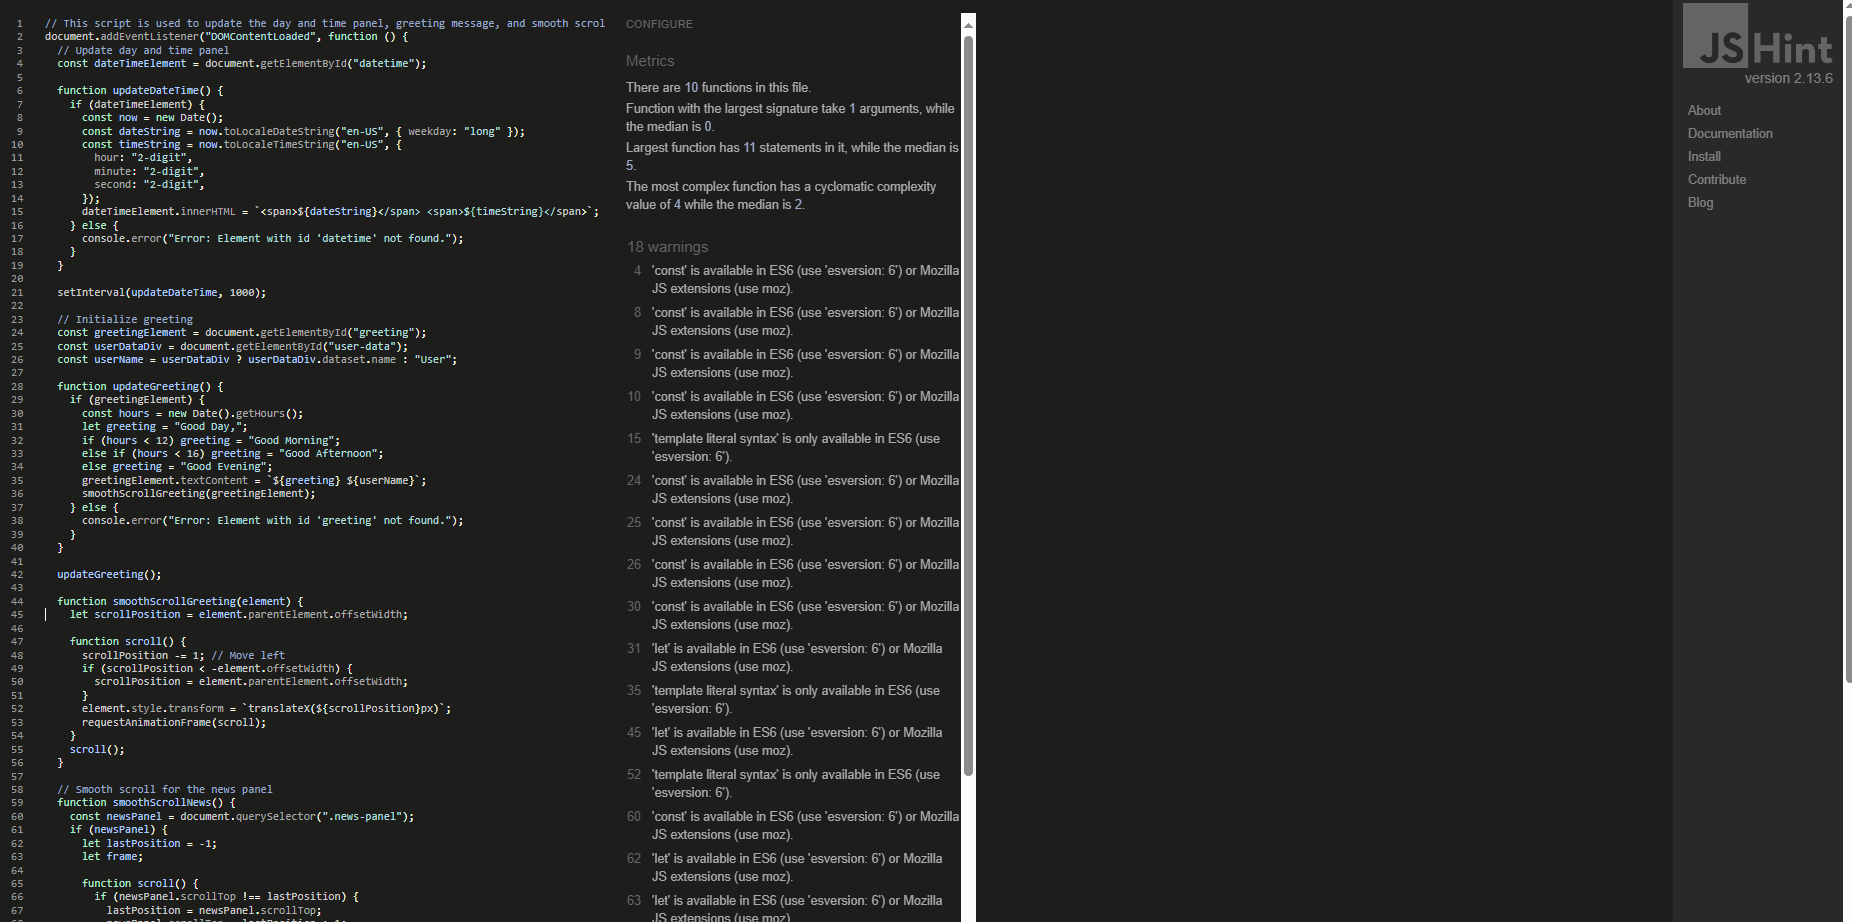 1 // This script is used to update the day and time panel, greeting message, and smooth scrol
2 document.addEventListener("DOMContentLoaded", function () {
3 // Update day and time panel
4 const dateTimeElement = document.getElementById("datetime");
5
6 function updateDateTime() {
7 if (dateTimeElement) {
8 const now = new Date();
9 const dateString = now.toLocaleDateString("en-US", { weekday: "long" });
10 const timeString = now.toLocaleTimeString("en-US", {
11 hour: "2-digit",
12 minute: "2-digit",
13 second: "2-digit",
14 });
15 dateTimeElement.innerHTML = `<span>${dateString}</span> <span>${timeString}</span>`;
16 } else {
17 console.error("Error: Element with id 'datetime' not found.");
18 }
19 }
20
21 setInterval(updateDateTime, 1000);
22
23 // Initialize greeting
24 const greetingElement = document.getElementById("greeting");
25 const userDataDiv = document.getElementById("user-data");
26 const userName = userDataDiv ? userDataDiv.dataset.name : "User";
27
28 function updateGreeting() {
29 if (greetingElement) {
30 const hours = new Date().getHours();
31 let greeting = "Good Day,";
32 if (hours < 12) greeting = "Good Morning";
33 else if (hours < 16) greeting = "Good Afternoon";
34 else greeting = "Good Evening";
35 greetingElement.textContent = `${greeting} ${userName}`;
36 smoothScrollGreeting(greetingElement);
37 } else {
38 console.error("Error: Element with id 'greeting' not found.");
39 }
40 }
41
42 updateGreeting();
43
44 function smoothScrollGreeting(element) {
45 let scrollPosition = element.parentElement.offsetWidth;
46
47 function scroll() {
48 scrollPosition -= 1; // Move left
49 if (scrollPosition < -element.offsetWidth) {
50 scrollPosition = element.parentElement.offsetWidth;
51 }
52 element.style.transform = `translateX(${scrollPosition}px)`;
53 requestAnimationFrame(scroll);
54 }
55 scroll();
56 }
57
58 // Smooth scroll for the news panel
59 function smoothScrollNews() {
60 const newsPanel = document.querySelector(".news-panel");
61 if (newsPanel) {
62 let lastPosition = -1;
63 let frame;
64
65 function scroll() {
66 if (newsPanel.scrollTop !== lastPosition) {
67 lastPosition = newsPanel.scrollTop;
CONFIGURE
Metrics
There are 10 functions in this file.
Function with the largest signature take 1 arguments, while
the median is 0.
Largest function has 11 statements in it, while the median is
5.
The most complex function has a cyclomatic complexity
value of 4 while the median is 2.
18 warnings
4 'const' is available in ES6 (use 'esversion: 6') or Mozilla
JS extensions (use moz).
8 'const' is available in ES6 (use 'esversion: 6') or Mozilla
JS extensions (use moz).
9 'const' is available in ES6 (use 'esversion: 6') or Mozilla
JS extensions (use moz).
10 'const' is available in ES6 (use 'esversion: 6') or Mozilla
JS extensions (use moz).
15 'template literal syntax' is only available in ES6 (use
'esversion: 6').
24 'const' is available in ES6 (use 'esversion: 6') or Mozilla
JS extensions (use moz).
25 'const' is available in ES6 (use 'esversion: 6') or Mozilla
JS extensions (use moz).
26 'const' is available in ES6 (use 'esversion: 6') or Mozilla
JS extensions (use moz).
30 'const' is available in ES6 (use 'esversion: 6') or Mozilla
JS extensions (use moz).
31 'let' is available in ES6 (use 'esversion: 6') or Mozilla
JS extensions (use moz).
35 'template literal syntax' is only available in ES6 (use
'esversion: 6').
45 'let' is available in ES6 (use 'esversion: 6') or Mozilla
JS extensions (use moz).
52 'template literal syntax' is only available in ES6 (use
'esversion: 6').
60 'const' is available in ES6 (use 'esversion: 6') or Mozilla
JS extensions (use moz).
62 'let' is available in ES6 (use 'esversion: 6') or Mozilla
JS extensions (use moz).
63 'let' is available in ES6 (use 'esversion: 6') or Mozilla
JS extensions (use moz)
JSHint
version 2.13.6
About
Documentation
Install
Contribute
Blog